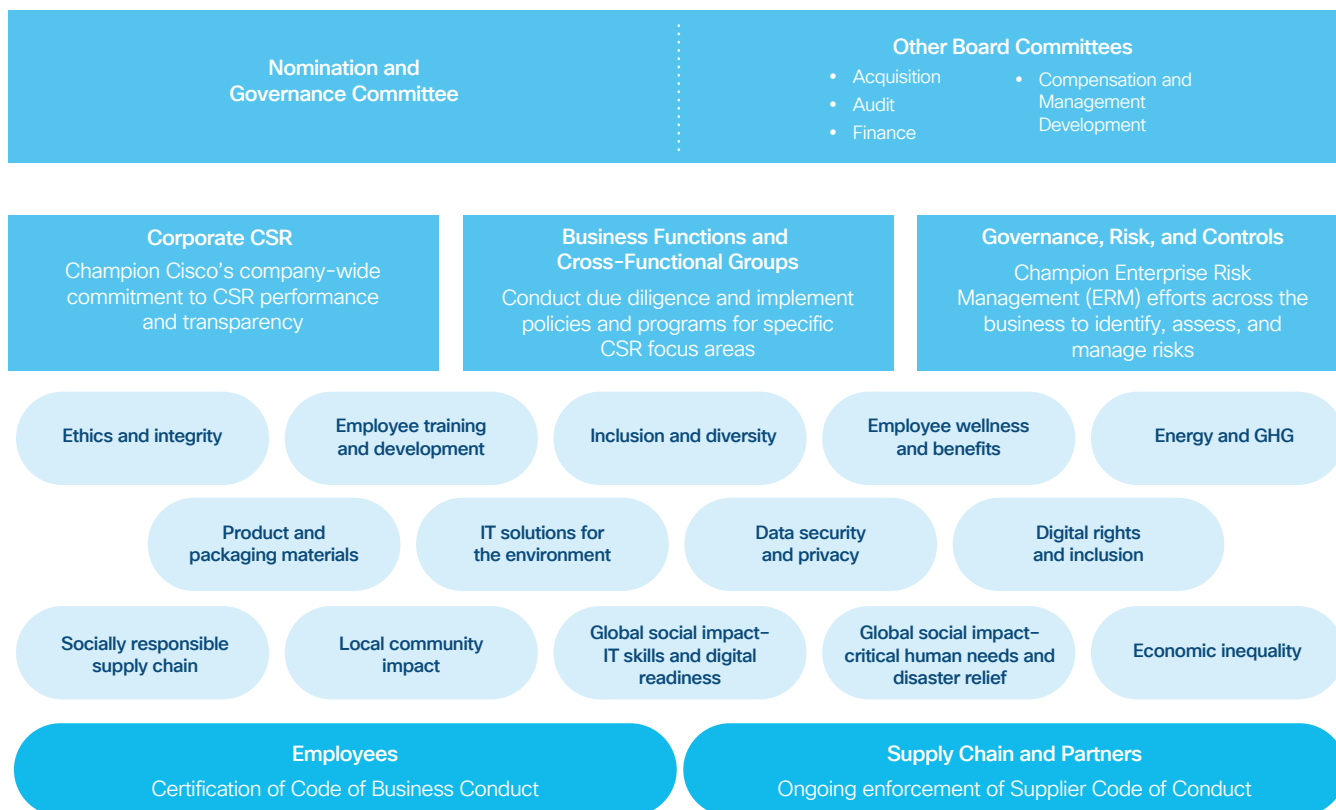 Nomination and
Governance Committee
Other Board Committees
• Acquisition
• Audit
• Finance
• Compensation and
Management
Development
Corporate CSR
Champion Cisco's company-wide
commitment to CSR performance
and transparency
Business Functions and
Cross-Functional Groups
Conduct due diligence and implement
policies and programs for specific
CSR focus areas
Governance, Risk, and Controls
Champion Enterprise Risk
Management (ERM) efforts across the
business to identify, assess, and
manage risks
Ethics and integrity
Employee training
and development
Inclusion and diversity
Employee wellness
and benefits
Energy and GHG
Product and
packaging materials
IT solutions for
the environment
Data security
and privacy
Digital rights
and inclusion
Socially responsible
supply chain
Local community
impact
Global social impact–
IT skills and digital
readiness
Global social impact–
critical human needs and
disaster relief
Economic inequality
Employees
Certification of Code of Business Conduct
Supply Chain and Partners
Ongoing enforcement of Supplier Code of Conduct